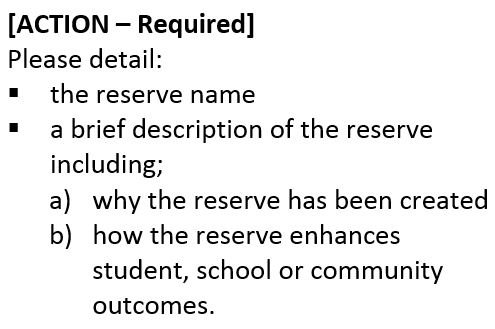 [ACTION – Required]
Please detail:
▪ the reserve name
▪ a brief description of the reserve
including;
a) why the reserve has been created
b) how the reserve enhances
student, school or community
outcomes.